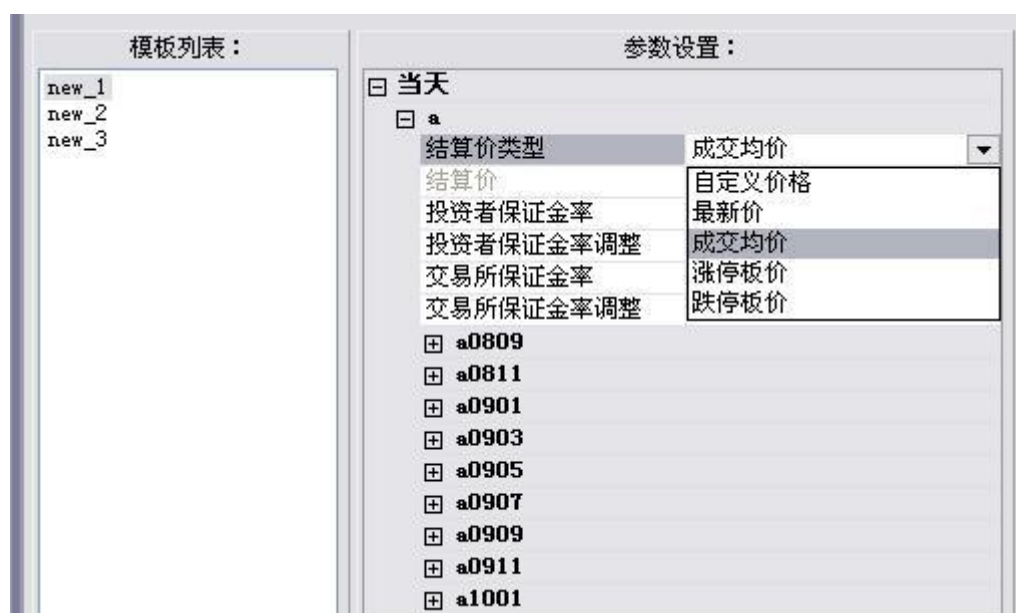 模板列表：
new_1
new_2
new_3
参数设置：
当天
a
结算价类型 成交均价
结算价 自定义价格
投资者保证金率 最新价
投资者保证金率调整 成交均价
交易所保证金率 涨停板价
交易所保证金率调整 跌停板价
a0809
a0811
a0901
a0903
a0905
a0907
a0909
a0911
a1001